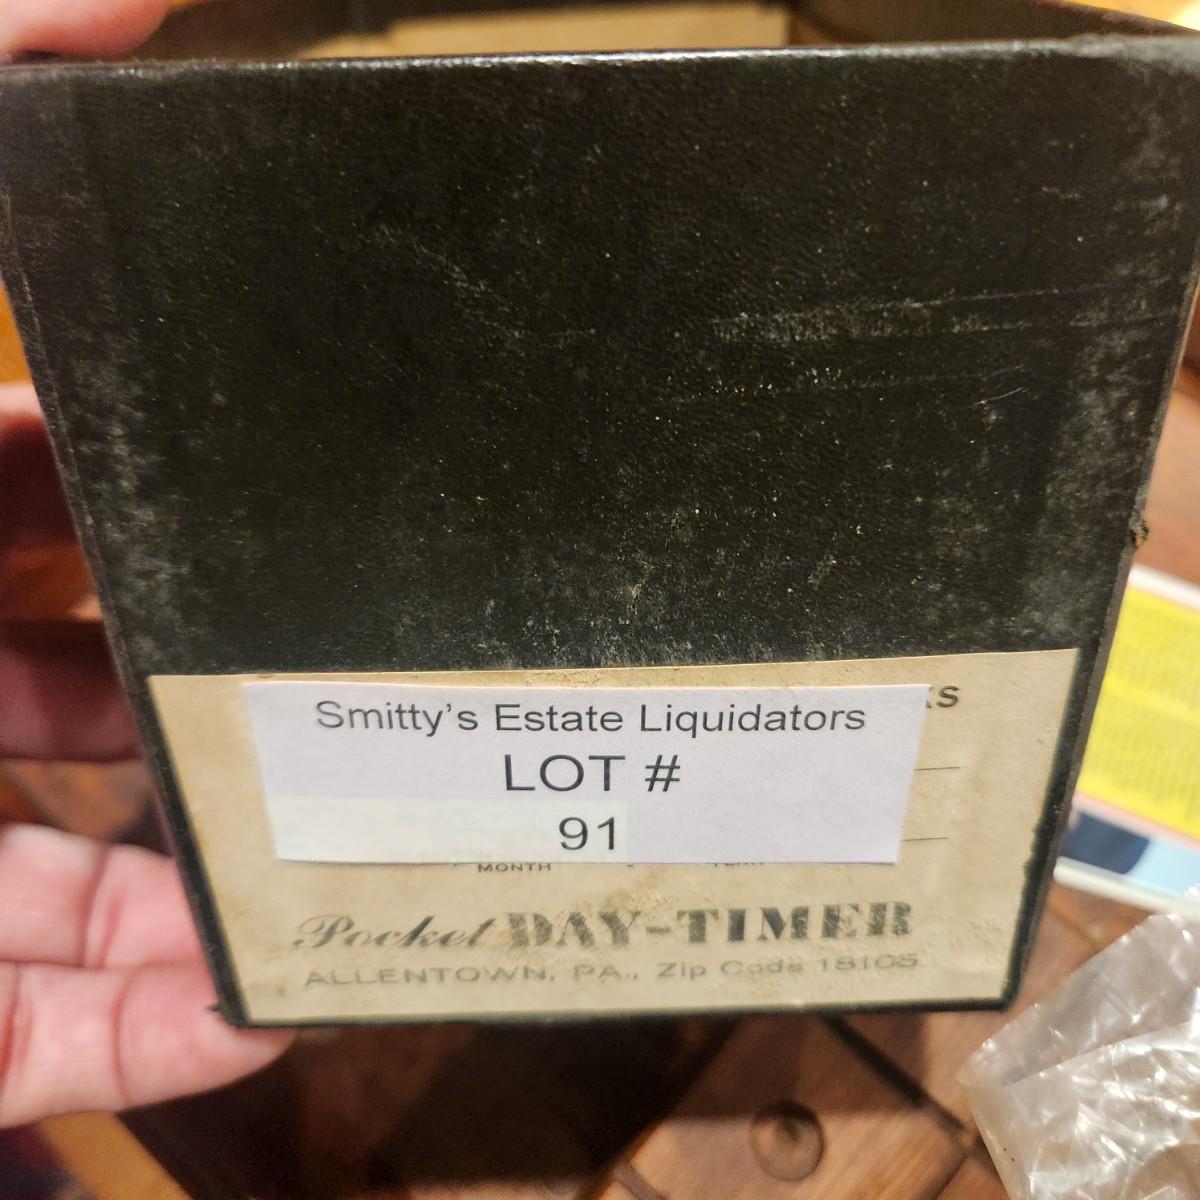 Smitty's Estate Liquidators
LOT #
91
MONTH
Pocket DAY-TIMER
ALLENTOWN, PA., Zip Code 18105